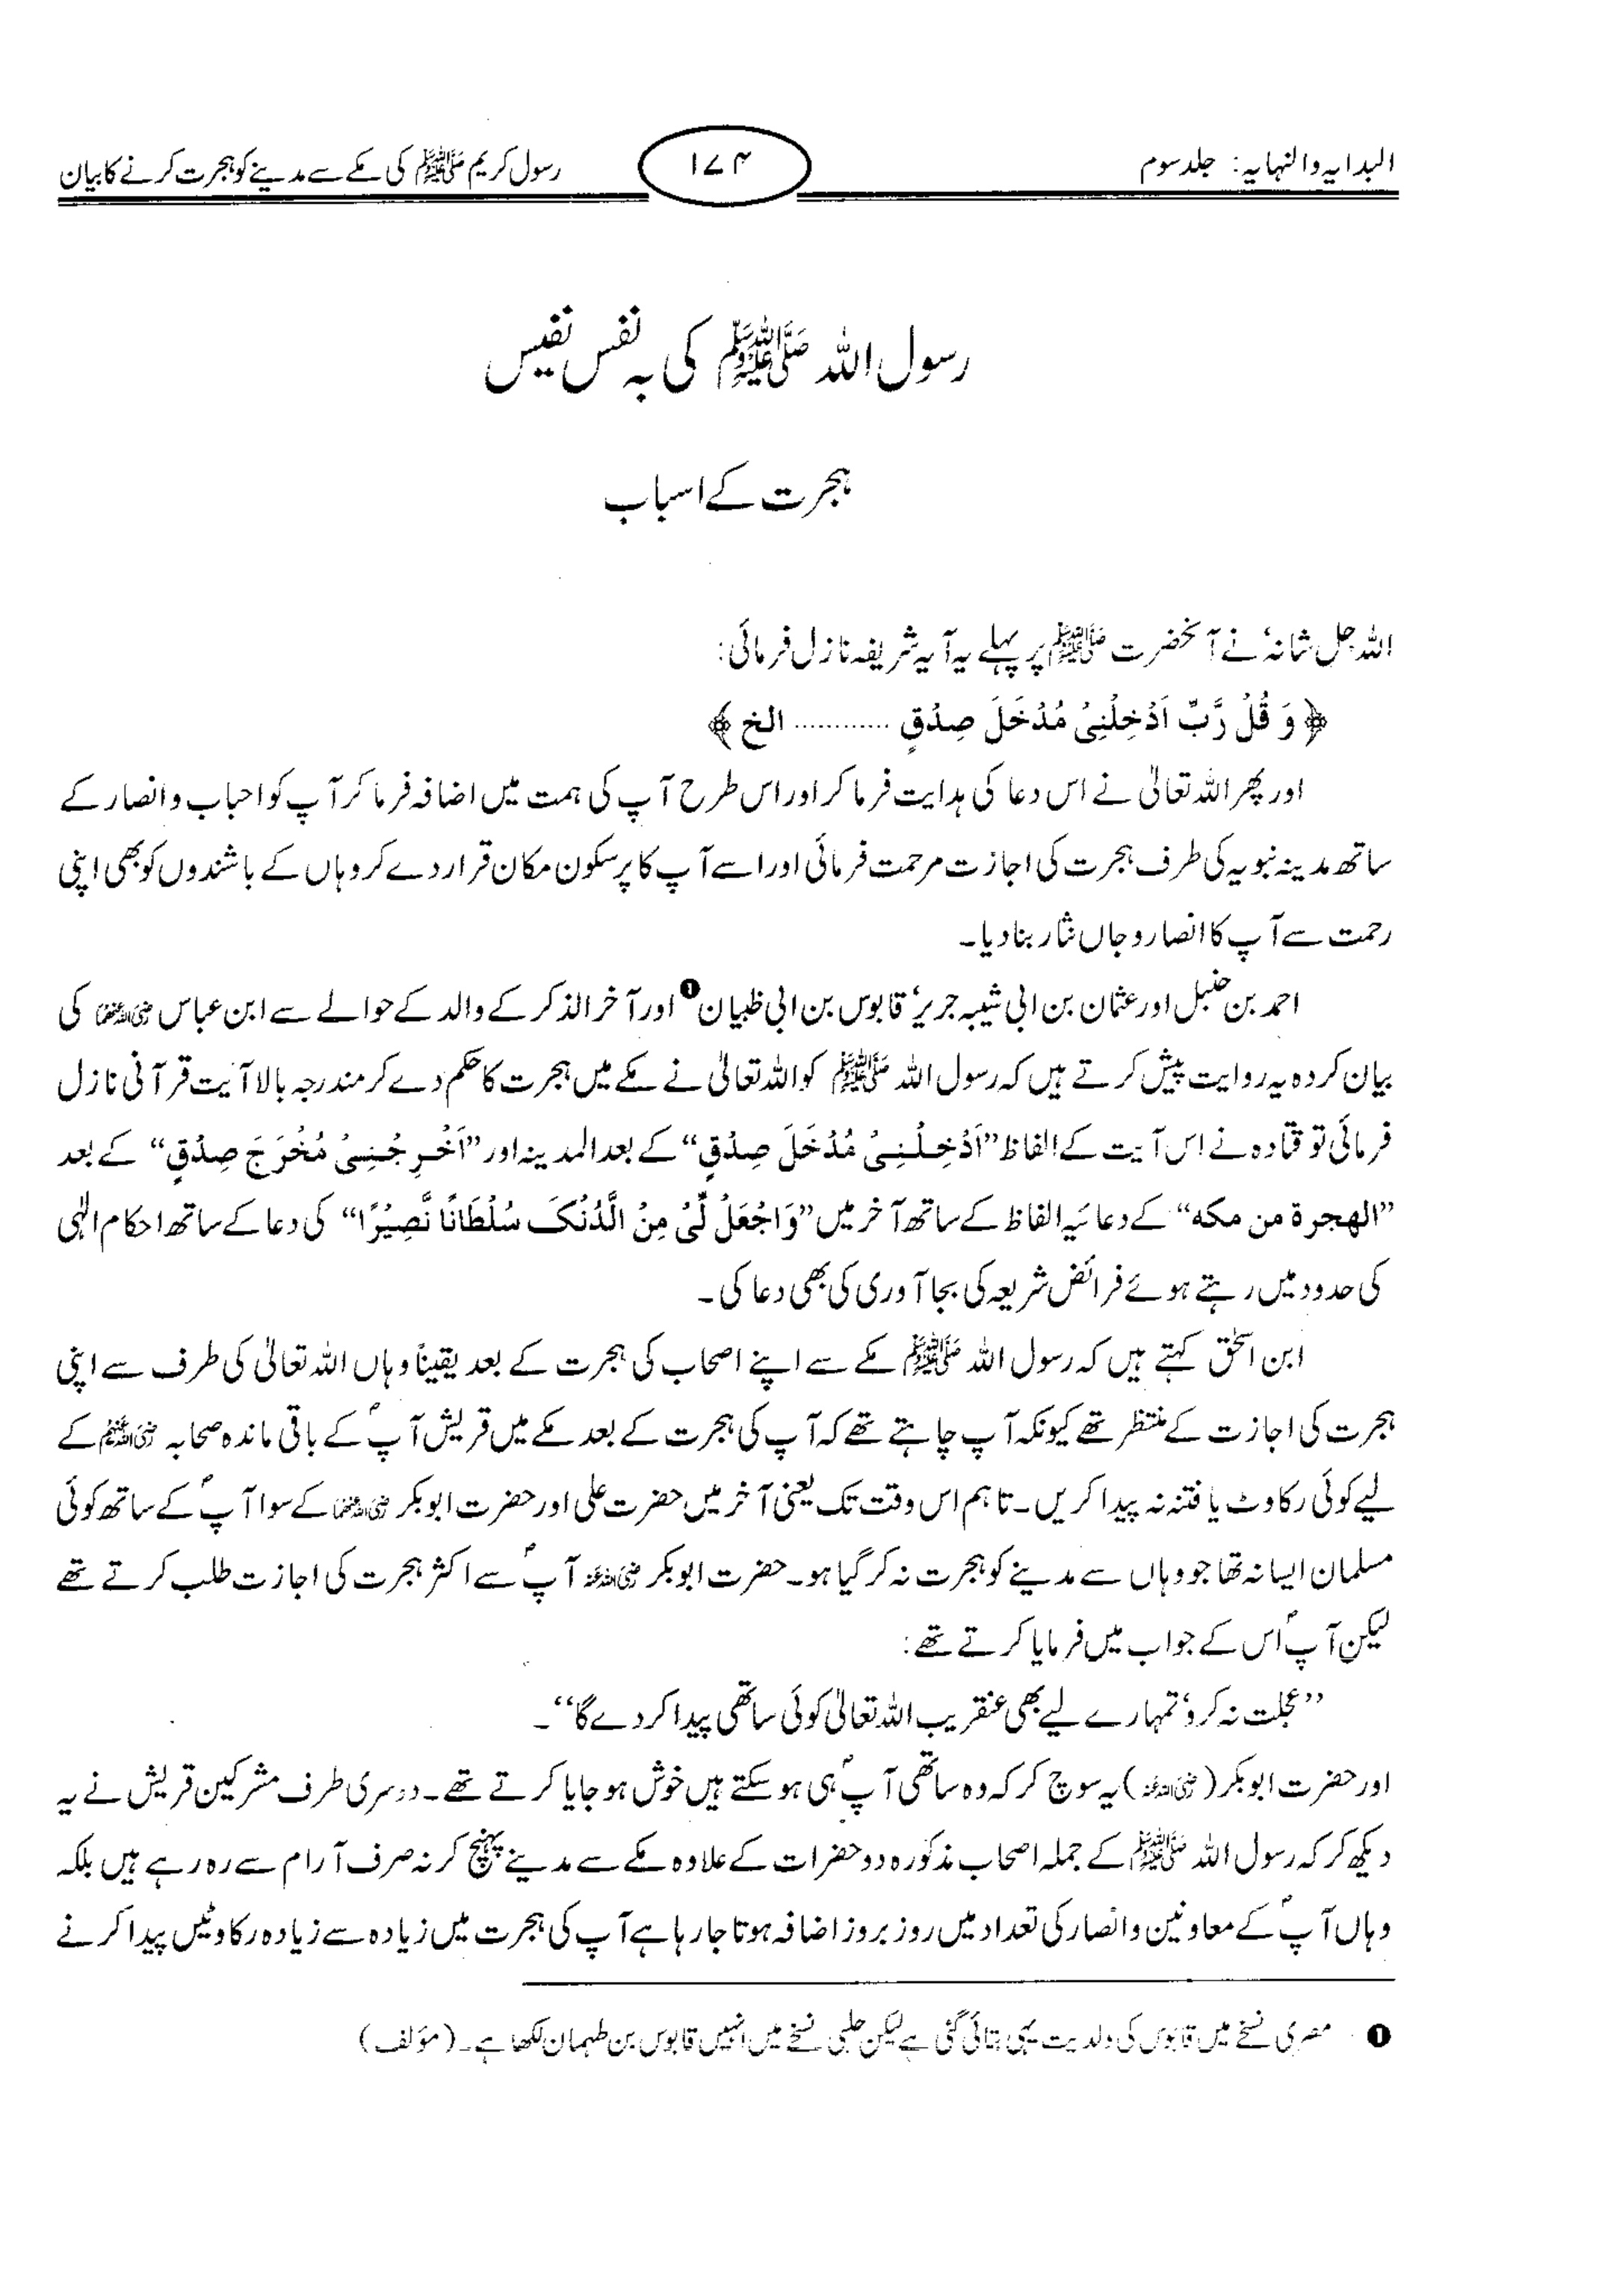 البدایہ والنہایہ: جلد سوم
۱۷۴
رسول کریم ﷺ کی مکے سے مدینے کو ہجرت کرنے کا بیان
رسول اللہ ﷺ کی بہ نفس نفیس
ہجرت کے اسباب
اللہ جل شانہ‘ نے آنحضرت ﷺ پر پہلے یہ آیہ شریفہ نازل فرمائی:
﴿ وَ قُلْ رَّبِّ اَدْخِلْنِیْ مُدْخَلَ صِدْقٍ ............ الخ ﴾
اور پھر اللہ تعالیٰ نے اس دعا کی ہدایت فرما کر اور اس طرح آپ کی ہمت میں اضافہ فرما کر آپ کو احباب و انصار کے
ساتھ مدینہ نبویہ کی طرف ہجرت کی اجازت مرحمت فرمائی اور اسے آپ کا پرسکون مکان قرار دے کر وہاں کے باشندوں کو بھی اپنی
رحمت سے آپ کا انصار و جاں نثار بنا دیا۔
احمد بن حنبل اور عثمان بن ابی شیبہ جریر‘ قابوس بن ابی ظبیان❶ اور آخر الذکر کے والد کے حوالے سے ابن عباس رضی اللہ عنہما کی
بیان کردہ یہ روایت پیش کرتے ہیں کہ رسول اللہ ﷺ کو اللہ تعالیٰ نے مکے میں ہجرت کا حکم دے کر مندرجہ بالا آیت قرآنی نازل
فرمائی تو قتادہ نے اس آیت کے الفاظ ”اَدْخِلْنِیْ مُدْخَلَ صِدْقٍ“ کے بعد المدینہ اور ”اَخْرِجْنِیْ مُخْرَجَ صِدْقٍ“ کے بعد
”الهجرة من مكه“ کے دعائیہ الفاظ کے ساتھ آخر میں ”وَاجْعَلْ لِّیْ مِنْ الَّدُنْکَ سُلْطَانًا نَّصِیْرًا“ کی دعا کے ساتھ احکام الٰہی
کی حدود میں رہتے ہوئے فرائض شریعہ کی بجا آوری کی بھی دعا کی۔
ابن اسحٰق کہتے ہیں کہ رسول اللہ ﷺ مکے سے اپنے اصحاب کی ہجرت کے بعد یقیناً وہاں اللہ تعالیٰ کی طرف سے اپنی
ہجرت کی اجازت کے منتظر تھے کیونکہ آپ چاہتے تھے کہ آپ کی ہجرت کے بعد مکے میں قریش آپؐ کے باقی ماندہ صحابہ رضی اللہ عنہم کے
لیے کوئی رکاوٹ یا فتنہ نہ پیدا کریں۔ تاہم اس وقت تک یعنی آخر میں حضرت علی اور حضرت ابوبکر رضی اللہ عنہما کے سوا آپؐ کے ساتھ کوئی
مسلمان ایسا نہ تھا جو وہاں سے مدینے کو ہجرت نہ کر گیا ہو۔ حضرت ابوبکر رضی اللہ عنہ آپؐ سے اکثر ہجرت کی اجازت طلب کرتے تھے
لیکن آپؐ اس کے جواب میں فرمایا کرتے تھے:
’’عجلت نہ کرو‘ تمہارے لیے بھی عنقریب اللہ تعالیٰ کوئی ساتھی پیدا کر دے گا‘‘۔
اور حضرت ابوبکر (رضی اللہ عنہ) یہ سوچ کر کہ وہ ساتھی آپؐ ہی ہو سکتے ہیں خوش ہو جایا کرتے تھے۔ دوسری طرف مشرکین قریش نے یہ
دیکھ کر کہ رسول اللہ ﷺ کے جملہ اصحاب مذکورہ دو حضرات کے علاوہ مکے سے مدینے پہنچ کر نہ صرف آرام سے رہ رہے ہیں بلکہ
وہاں آپؐ کے معاونین و انصار کی تعداد میں روز بروز اضافہ ہوتا جا رہا ہے آپ کی ہجرت میں زیادہ سے زیادہ رکاوٹیں پیدا کرنے
❶ مصری نسخے میں قابوس کی ولدیت یہی بتائی گئی ہے لیکن حلبی نسخے میں انہیں قابوس بن طہمان لکھا ہے۔ (مؤلف)